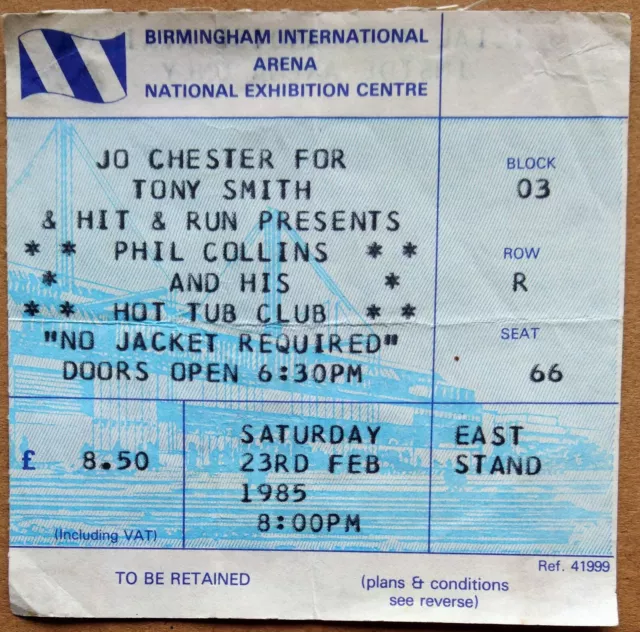 BIRMINGHAM INTERNATIONAL
ARENA
NATIONAL EXHIBITION CENTRE
JO CHESTER FOR
TONY SMITH
& HIT & RUN PRESENTS
* * PHIL COLLINS * *
* AND HIS *
* * HOT TUB CLUB * *
"NO JACKET REQUIRED"
DOORS OPEN 6:30PM
BLOCK
03
ROW
R
SEAT
66
£ 8.50
(Including VAT)
SATURDAY
23RD FEB
1985
8:00PM
EAST
STAND
Ref. 41999
TO BE RETAINED
(plans & conditions
see reverse)